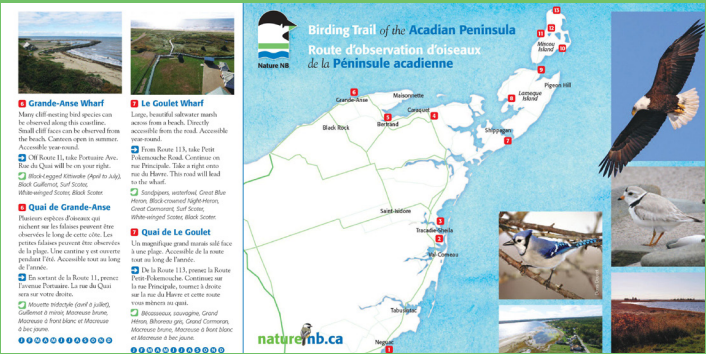 6 Grande-Anse Wharf
Many cliff-nesting bird species can
be observed along this coastline.
Small cliff faces can be observed from
the beach. Canteen open in summer.
Accessible year-round.
Off Route 11, take Portuaire Ave.
Rue du Quai will be on your right.
Black-Legged Kittiwake (April to July),
Black Guillemot, Surf Scoter,
White-winged Scoter, Black Scoter.
6 Quai de Grande-Anse
Plusieurs espèces d'oiseaux qui
nichent sur les falaises peuvent être
observées le long de cette côte. Les
petites falaises peuvent être observées
de la plage. Une cantine y est ouverte
pendant l'été. Accessible tout au long
de l'année.
En sortant de la Route 11, prenez
l'avenue Portuaire. La rue du Quai
sera sur votre droite.
Mouette tridactyle (avril à juillet),
Guillemot à miroir, Macreuse brune,
Macreuse à front blanc et Macreuse
à bec jaune.
J F M A M J J A S O N D
7 Le Goulet Wharf
Large, beautiful saltwater marsh
across from a beach. Directly
accessible from the road. Accessible
year-round.
From Route 113, take Petit
Pokemouche Road. Continue on
rue Principale. Take a right onto
rue du Havre. This road will lead
to the wharf.
Sandpipers, waterfowl, Great Blue
Heron, Black-crowned Night-Heron,
Great Cormorant, Surf Scoter,
White-winged Scoter, Black Scoter.
7 Quai de Le Goulet
Un magnifique grand marais salé face
à une plage. Accessible de la route
tout au long de l'année.
De la Route 113, prenez la Route
Petit-Pokemouche. Continuez sur
la rue Principale, tournez à droite
sur la rue du Havre et cette route
vous mènera au quai.
Bécasseaux, sauvagine, Grand
Héron, Bihoreau gris, Grand Cormoran,
Macreuse brune, Macreuse à front blanc
et Macreuse à bec jaune.
J F M A M J J A S O N D
Nature NB
Birding Trail of the Acadian Peninsula
Route d'observation d'oiseaux
de la Péninsule acadienne
13
12
11
Miscou
Island
10
9
Pigeon Hill
8
Lameque
Island
6
Maisonnette
Grande-Anse
Caraquet
5
4
Bertrand
Black Rock
Shippagan
7
Saint-Isidore
3
Tracadie-Sheila
2
Val-Comeau
Tabusintac
naturenb.ca
Neguac
1